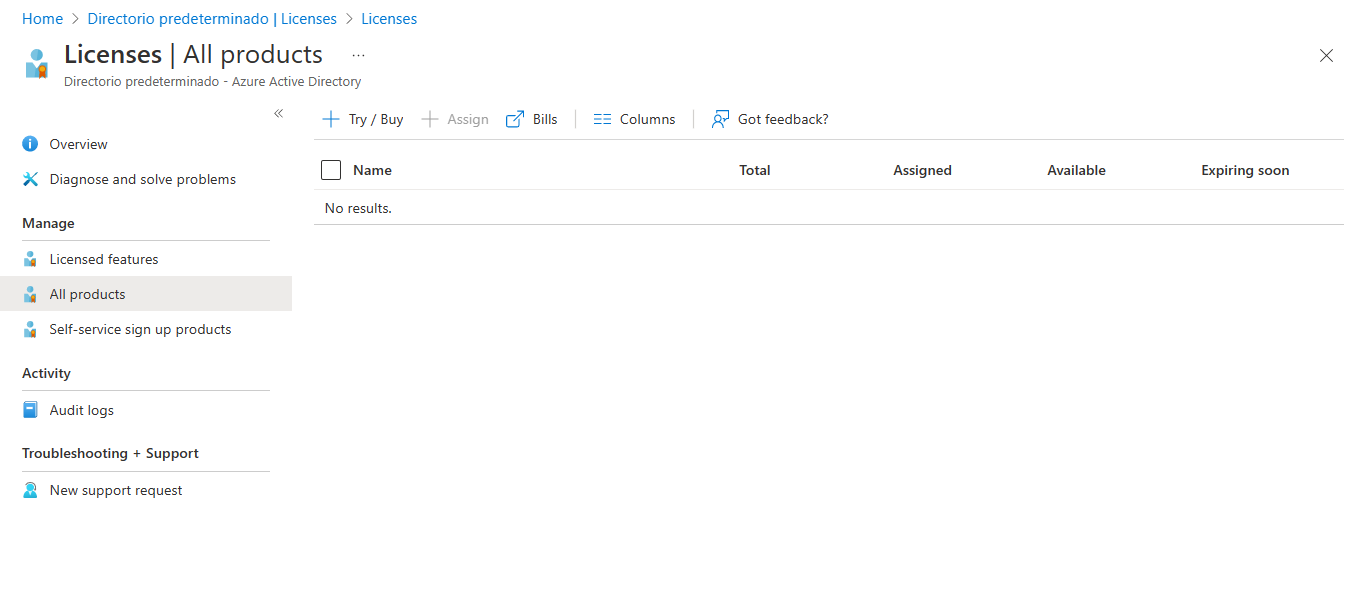 Home > Directorio predeterminado | Licenses > Licenses
Licenses | All products ...
Directorio predeterminado - Azure Active Directory
«
Overview
Diagnose and solve problems
Manage
Licensed features
All products
Self-service sign up products
Activity
Audit logs
Troubleshooting + Support
New support request
Try / Buy Assign Bills Columns Got feedback?
Name Total Assigned Available Expiring soon
No results.